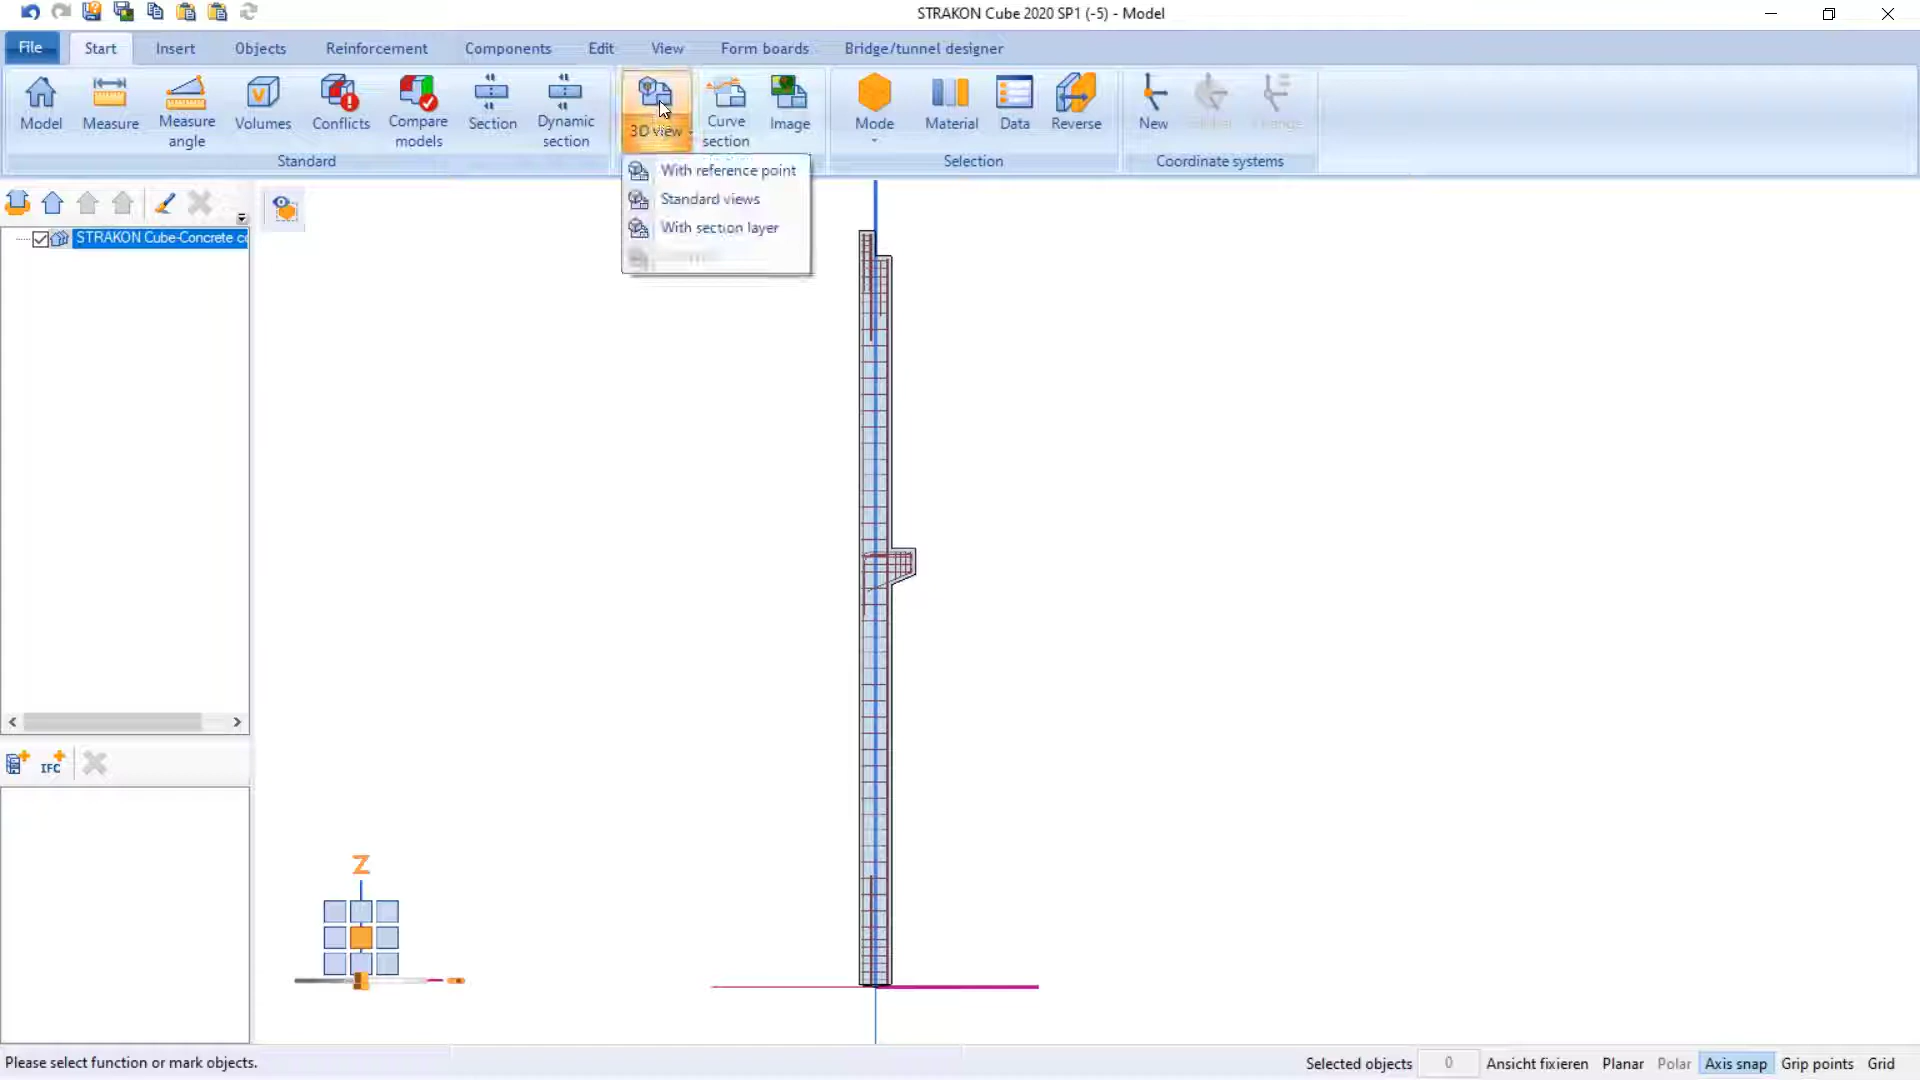 STRAKON Cube 2020 SP1 (-5) - Model
File
Start
Insert
Objects
Reinforcement
Components
Edit
View
Form boards
Bridge/tunnel designer
Model
Measure
Measure angle
Volumes
Conflicts
Compare models
Section
Dynamic section
3D view
Curve section
Image
Mode
Material
Data
Reverse
New
Standard
Selection
Coordinate systems
With reference point
Standard views
With section layer
STRAKON Cube-Concrete
IFC
Z
Please select function or mark objects.
Selected objects
0
Ansicht fixieren
Planar
Polar
Axis snap
Grip points
Grid